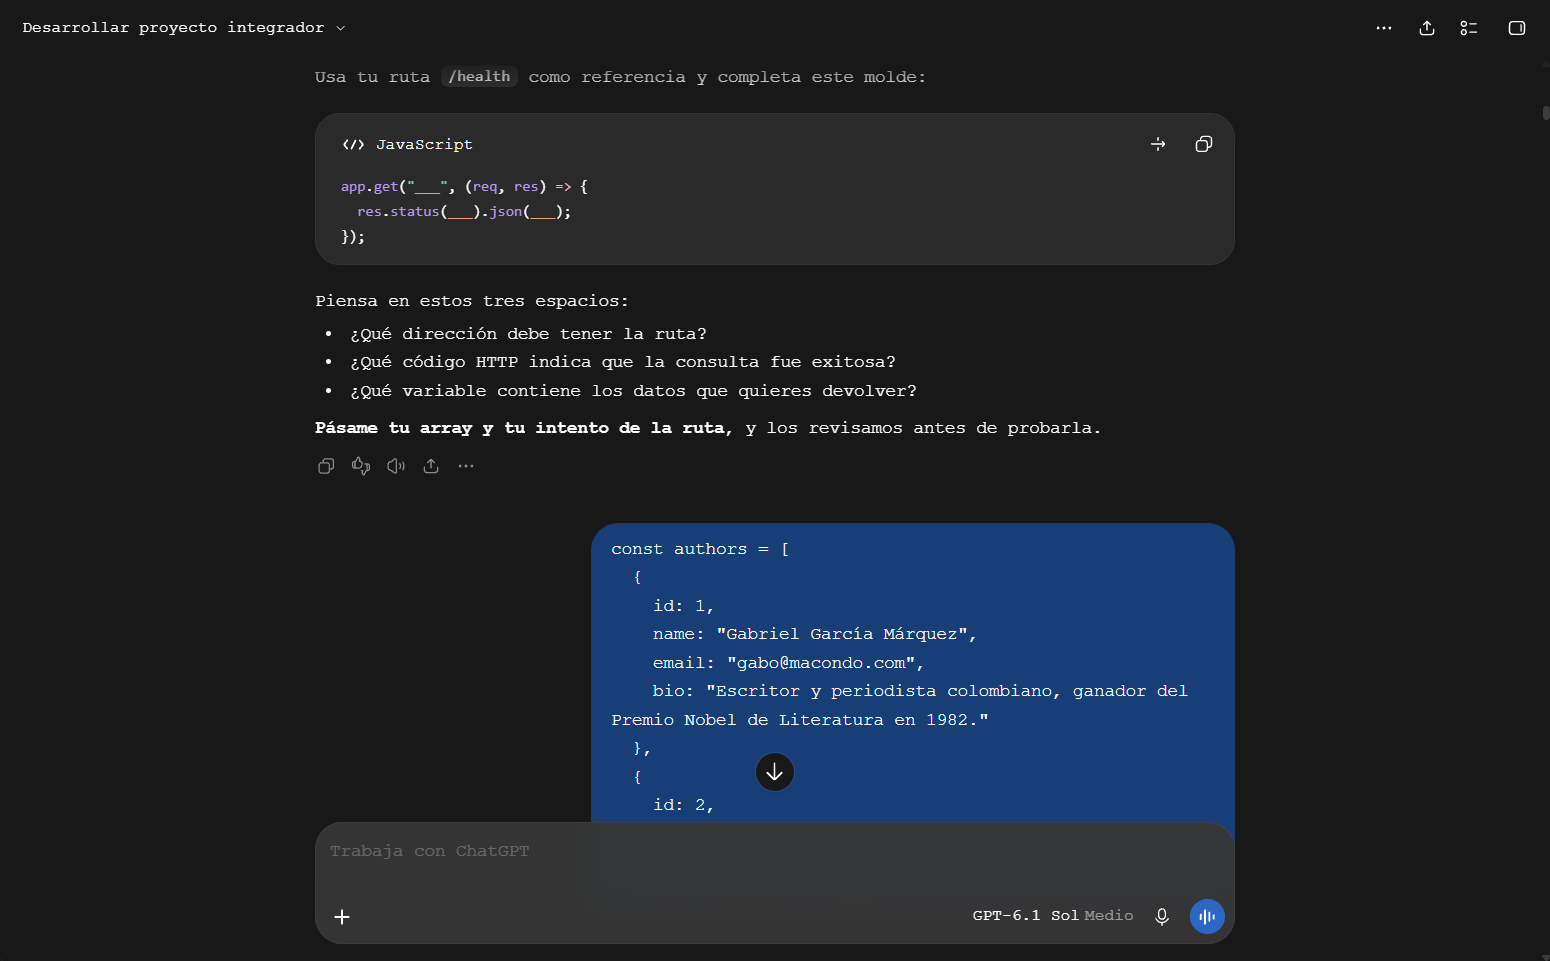 Desarrollar proyecto integrador
Usa tu ruta /health como referencia y completa este molde:
JavaScript
app.get("___", (req, res) => {
  res.status(___).json(___);
});
Piensa en estos tres espacios:
• ¿Qué dirección debe tener la ruta?
• ¿Qué código HTTP indica que la consulta fue exitosa?
• ¿Qué variable contiene los datos que quieres devolver?
Pásame tu array y tu intento de la ruta, y los revisamos antes de probarla.
const authors = [
  {
    id: 1,
    name: "Gabriel García Márquez",
    email: "gabo@macondo.com",
    bio: "Escritor y periodista colombiano, ganador del
Premio Nobel de Literatura en 1982."
  },
  {
    id: 2,
Trabaja con ChatGPT
GPT-6.1 Sol Medio